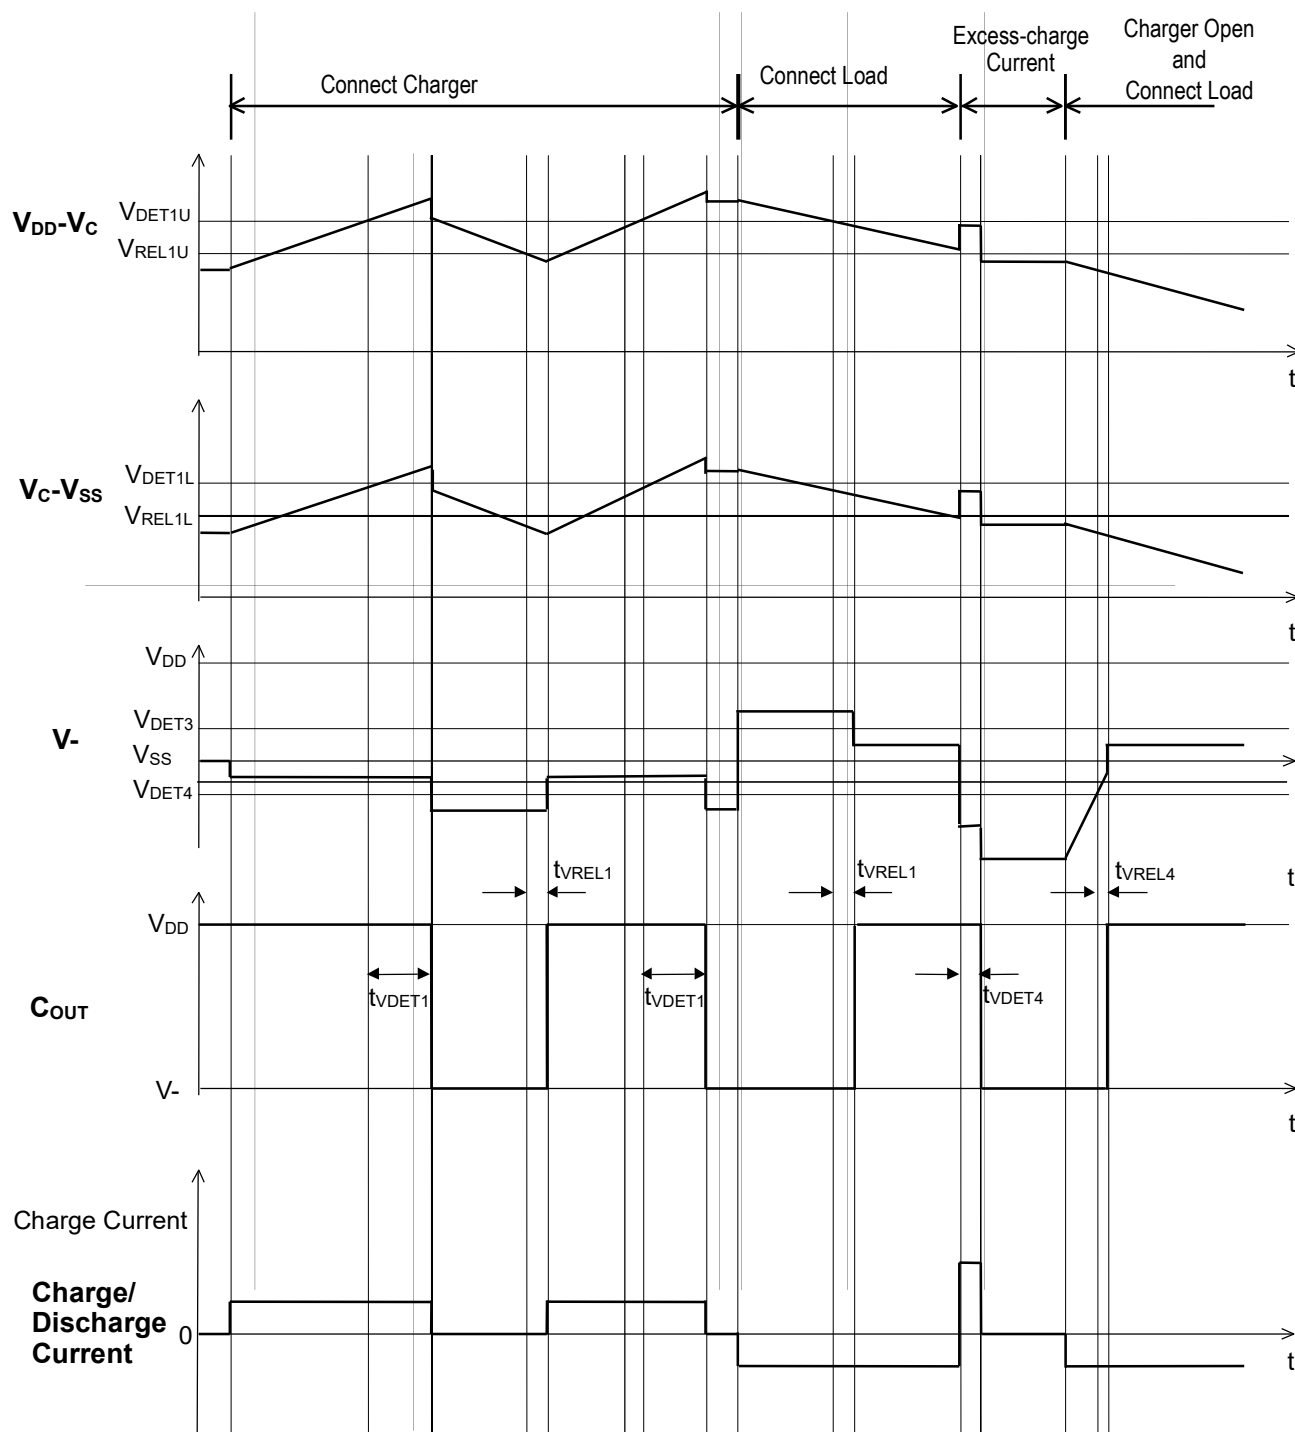 Connect Charger
Connect Load
Excess-charge
Current
Charger Open
and
Connect Load
VDD-VC
VDET1U
VREL1U
t
VC-VSS
VDET1L
VREL1L
t
V-
VDD
VDET3
VSS
VDET4
t
tVREL1
tVREL1
tVREL4
COUT
VDD
tVDET1
tVDET1
tVDET4
V-
t
Charge Current
Charge/
Discharge
Current
0
t